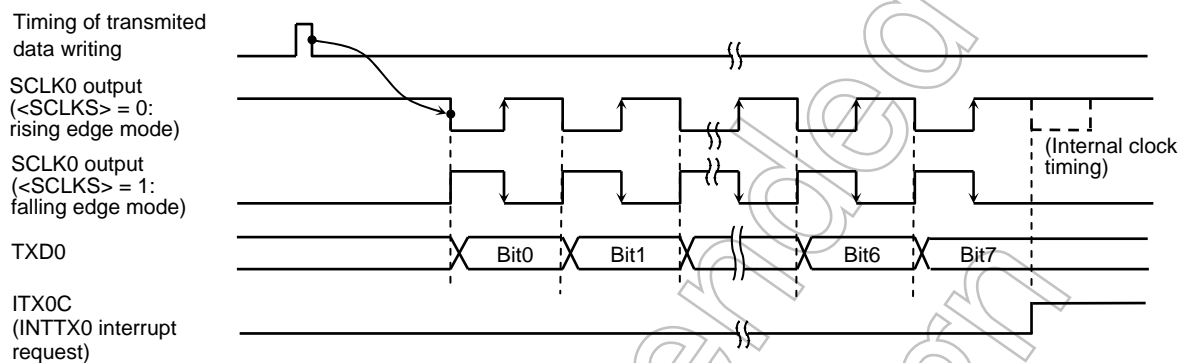 Timing of transmited
data writing
SCLK0 output
(<SCLKS> = 0:
rising edge mode)
(Internal clock
timing)
SCLK0 output
(<SCLKS> = 1:
falling edge mode)
TXD0
Bit0
Bit1
Bit6
Bit7
ITX0C
(INTTX0 interrupt
request)